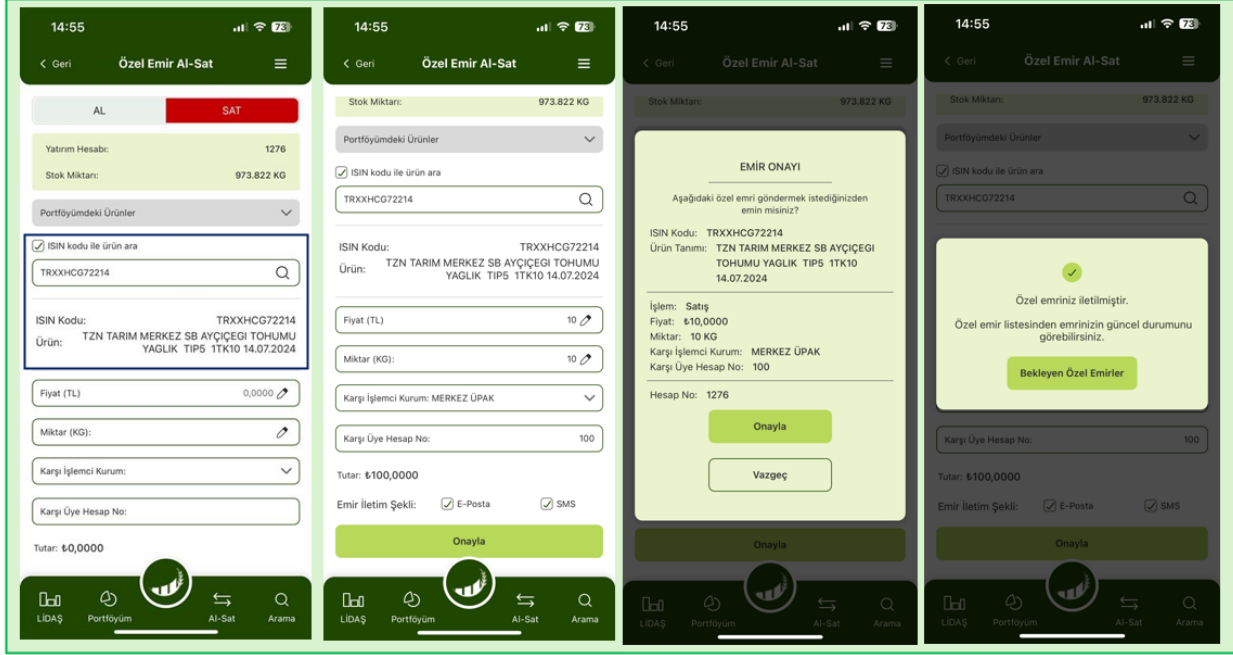 14:55
73
Geri
Özel Emir Al-Sat
AL
SAT
Yatırım Hesabı:
1276
Stok Miktarı:
973.822 KG
Portföyümdeki Ürünler
ISIN kodu ile ürün ara
TRXXHCG72214
ISIN Kodu:
TRXXHCG72214
Ürün:
TZN TARIM MERKEZ SB AYÇIÇEGI TOHUMU
YAGLIK TIP5 1TK10 14.07.2024
Fiyat (TL)
0,0000
Miktar (KG):
Karşı İşlemci Kurum:
Karşı Üye Hesap No:
Tutar: ₺0,0000
LİDAŞ
Portföyüm
Al-Sat
Arama
14:55
73
Geri
Özel Emir Al-Sat
Stok Miktarı:
973.822 KG
Portföyümdeki Ürünler
ISIN kodu ile ürün ara
TRXXHCG72214
ISIN Kodu:
TRXXHCG72214
Ürün:
TZN TARIM MERKEZ SB AYÇIÇEGI TOHUMU
YAGLIK TIP5 1TK10 14.07.2024
Fiyat (TL)
10
Miktar (KG):
10
Karşı İşlemci Kurum: MERKEZ ÜPAK
Karşı Üye Hesap No:
100
Tutar: ₺100,0000
Emir İletim Şekli:
E-Posta
SMS
Onayla
LİDAŞ
Portföyüm
Al-Sat
Arama
14:55
73
Geri
Özel Emir Al-Sat
Stok Miktarı:
973.822 KG
EMİR ONAYI
Aşağıdaki özel emri göndermek istediğinizden
emin misiniz?
ISIN Kodu: TRXXHCG72214
Ürün Tanımı: TZN TARIM MERKEZ SB AYÇIÇEGI
TOHUMU YAGLIK TIP5 1TK10
14.07.2024
İşlem: Satış
Fiyat: ₺10,0000
Miktar: 10 KG
Karşı İşlemci Kurum: MERKEZ ÜPAK
Karşı Üye Hesap No: 100
Hesap No: 1276
Onayla
Vazgeç
Onayla
LİDAŞ
Portföyüm
Al-Sat
Arama
14:55
73
Geri
Özel Emir Al-Sat
Stok Miktarı:
973.822 KG
Portföyümdeki Ürünler
ISIN kodu ile ürün ara
TRXXHCG72214
Özel emriniz iletilmiştir.
Özel emir listesinden emrinizin güncel durumunu
görebilirsiniz.
Bekleyen Özel Emirler
Karşı Üye Hesap No:
100
Tutar: ₺100,0000
Emir İletim Şekli:
E-Posta
SMS
Onayla
LİDAŞ
Portföyüm
Al-Sat
Arama